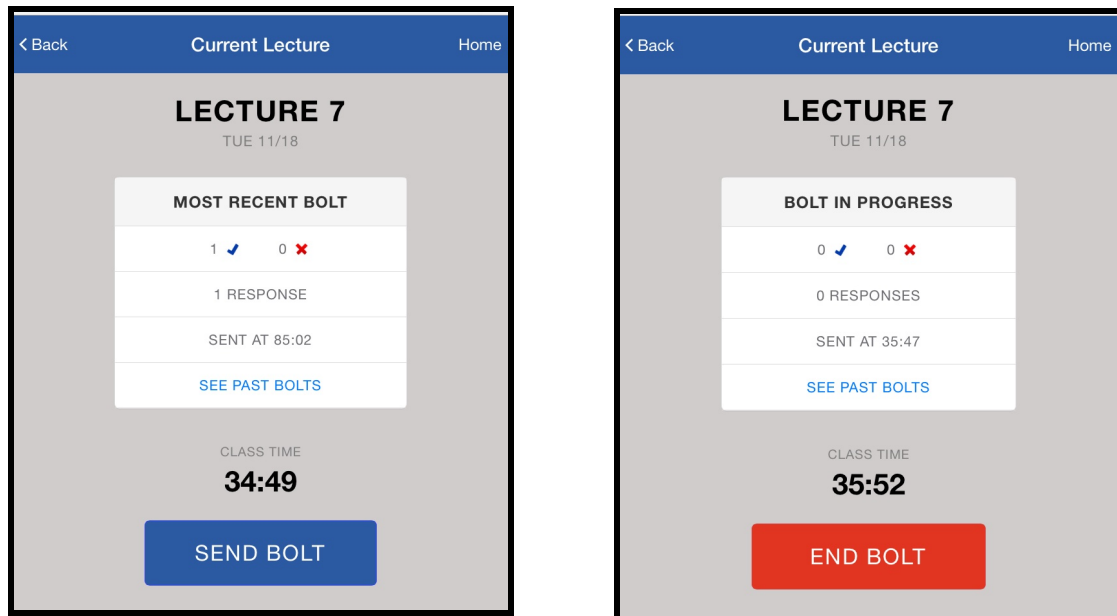 Back Current Lecture Home
LECTURE 7
TUE 11/18
MOST RECENT BOLT
1 0
1 RESPONSE
SENT AT 85:02
SEE PAST BOLTS
CLASS TIME
34:49
SEND BOLT
Back Current Lecture Home
LECTURE 7
TUE 11/18
BOLT IN PROGRESS
0 0
0 RESPONSES
SENT AT 35:47
SEE PAST BOLTS
CLASS TIME
35:52
END BOLT